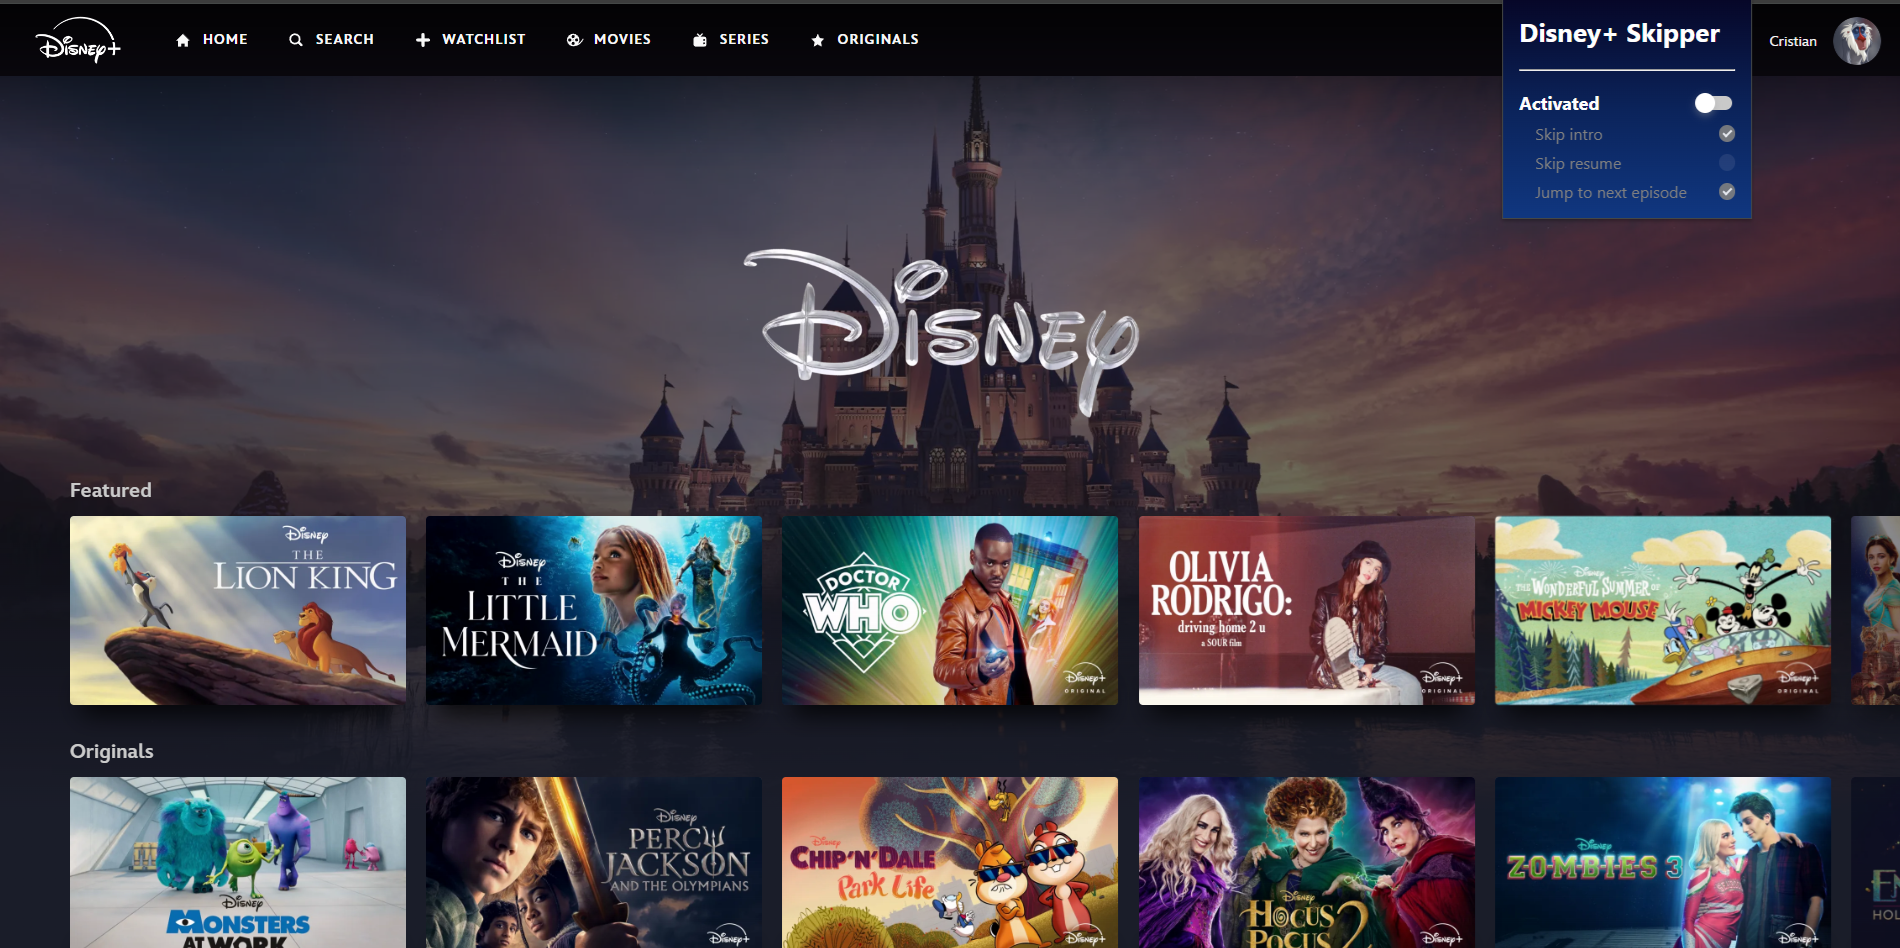 Disney+
HOME
SEARCH
WATCHLIST
MOVIES
SERIES
ORIGINALS
Disney+ Skipper
Activated
Skip intro
Skip resume
Jump to next episode
Cristian
Disney
Featured
Disney
THE
LION KING
Disney
THE
LITTLE
MERMAID
DOCTOR
WHO
Disney+
ORIGINAL
OLIVIA
RODRIGO:
driving home 2 u
a SOUR film
Disney+
ORIGINAL
Disney
THE WONDERFUL SUMMER OF
MICKEY MOUSE
Disney+
ORIGINAL
Originals
Disney
MONSTERS
AT WORK
Disney
PERCY
JACKSON
AND THE OLYMPIANS
Disney+
Disney
CHIP'N'DALE
Park Life
Disney+
Disney
HOCUS
POCUS 2
Disney+
Disney
ZOMBIES 3
Disney+